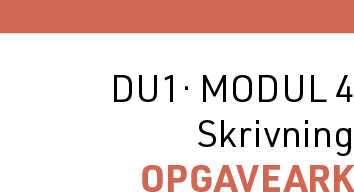 DU1· MODUL 4
Skrivning
OPGAVEARK